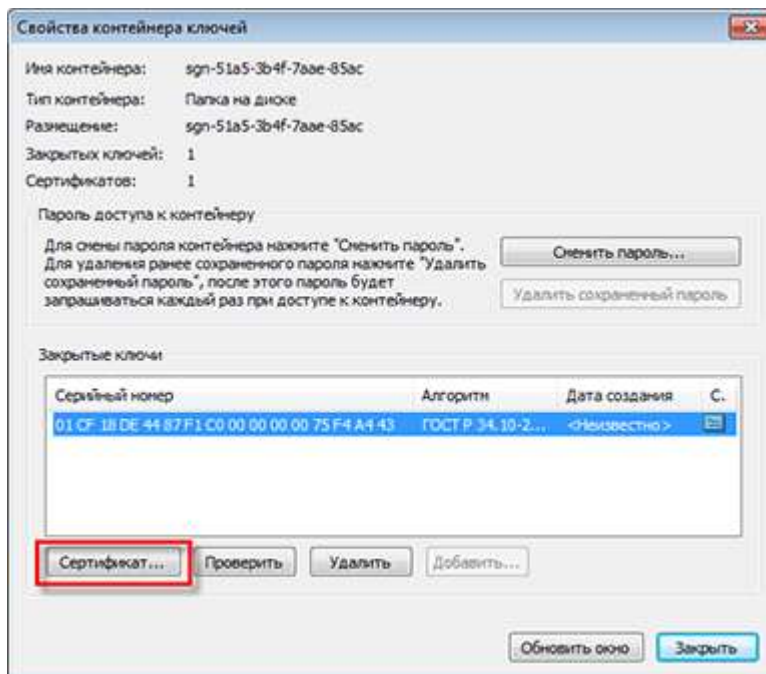 Свойства контейнера ключей
Имя контейнера: sgn-51a5-3b4f-7aae-85ac
Тип контейнера: Папка на диске
Размещение: sgn-51a5-3b4f-7aae-85ac
Закрытых ключей: 1
Сертификатов: 1
Пароль доступа к контейнеру
Для смены пароля контейнера нажмите "Сменить пароль".
Для удаления ранее сохраненного пароля нажмите "Удалить
сохраненный пароль", после этого пароль будет
запрашиваться каждый раз при доступе к контейнеру.
Сменить пароль...
Удалить сохраненный пароль
Закрытые ключи
Серийный номер Алгоритм Дата создания С.
01 CF 18 DE 44 87 F1 C0 00 00 00 00 75 F4 A4 43 ГОСТ Р 34.10-2... <Неизвестно>
Сертификат... Проверить Удалить Добавить...
Обновить окно Закрыть